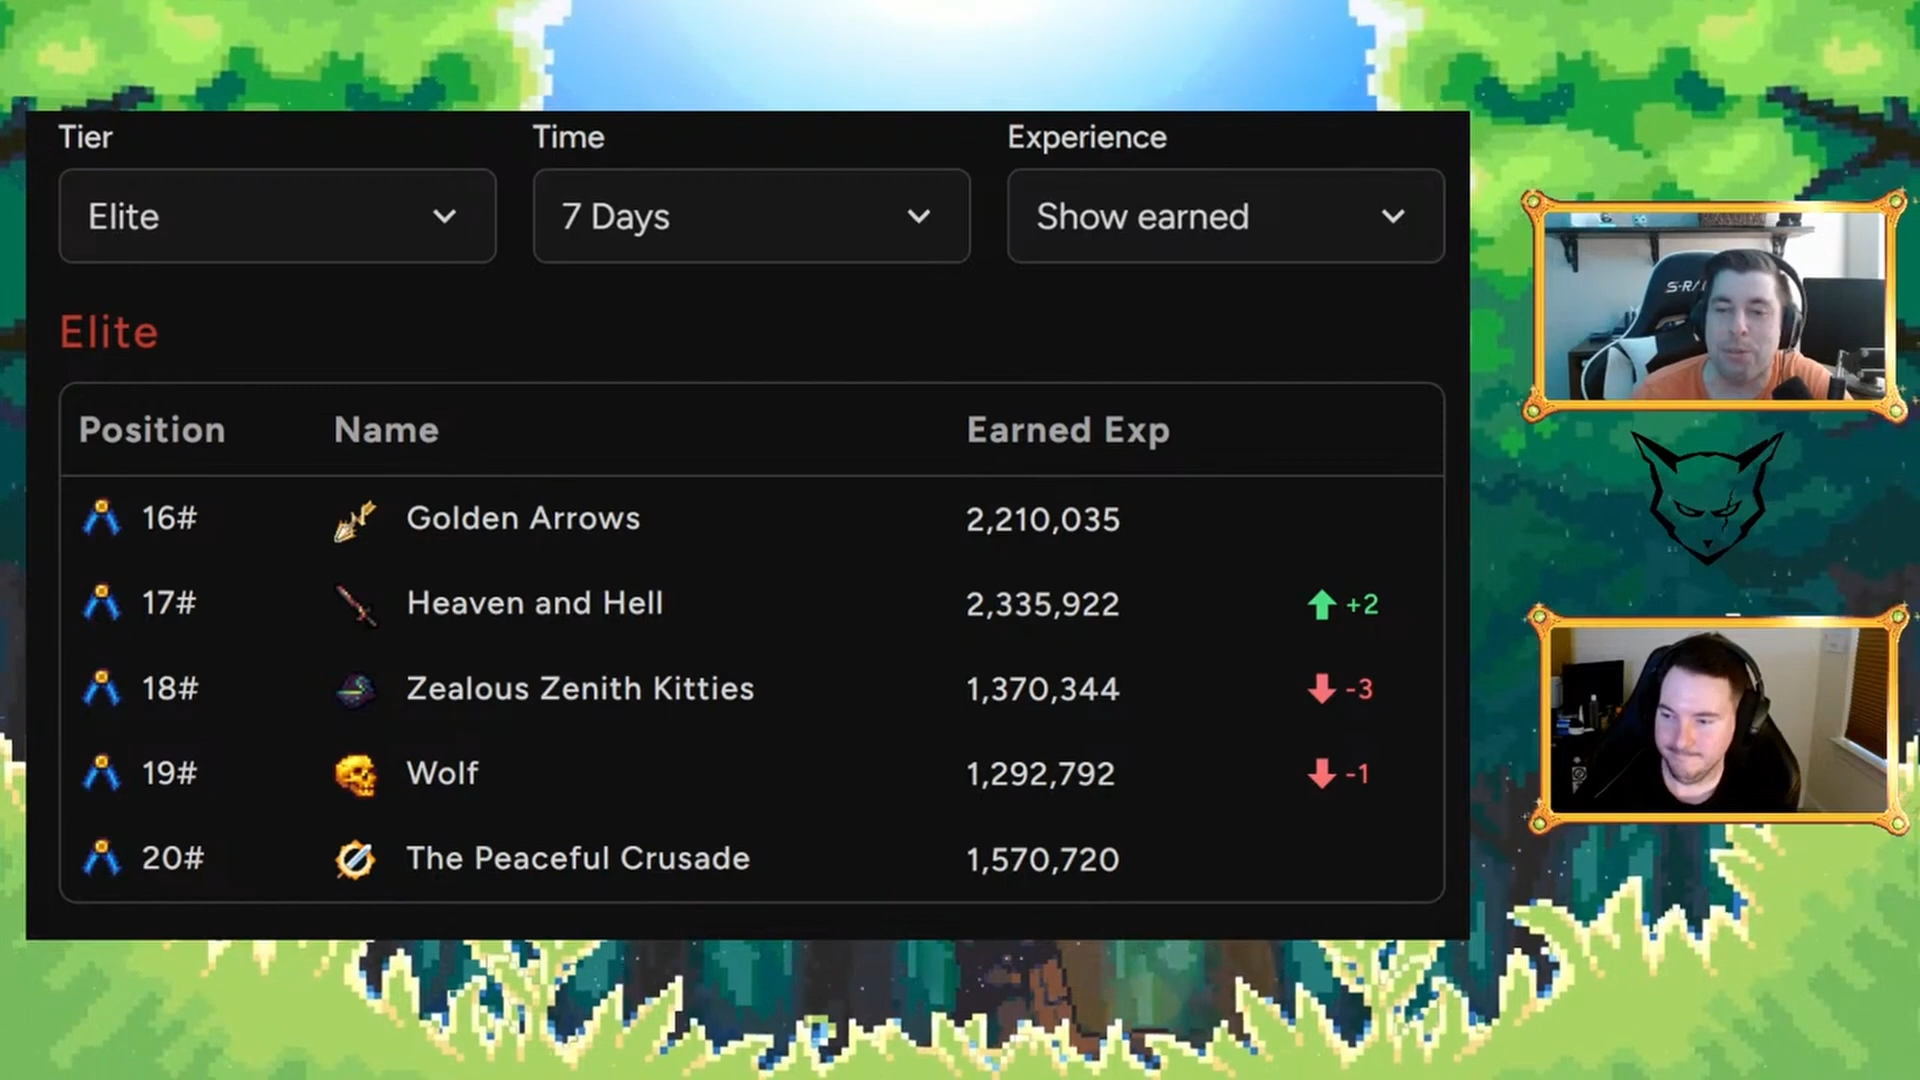 Tier Time Experience
Elite 7 Days Show earned
Elite
Position Name Earned Exp
16# Golden Arrows 2,210,035
17# Heaven and Hell 2,335,922 +2
18# Zealous Zenith Kitties 1,370,344 -3
19# Wolf 1,292,792 -1
20# The Peaceful Crusade 1,570,720